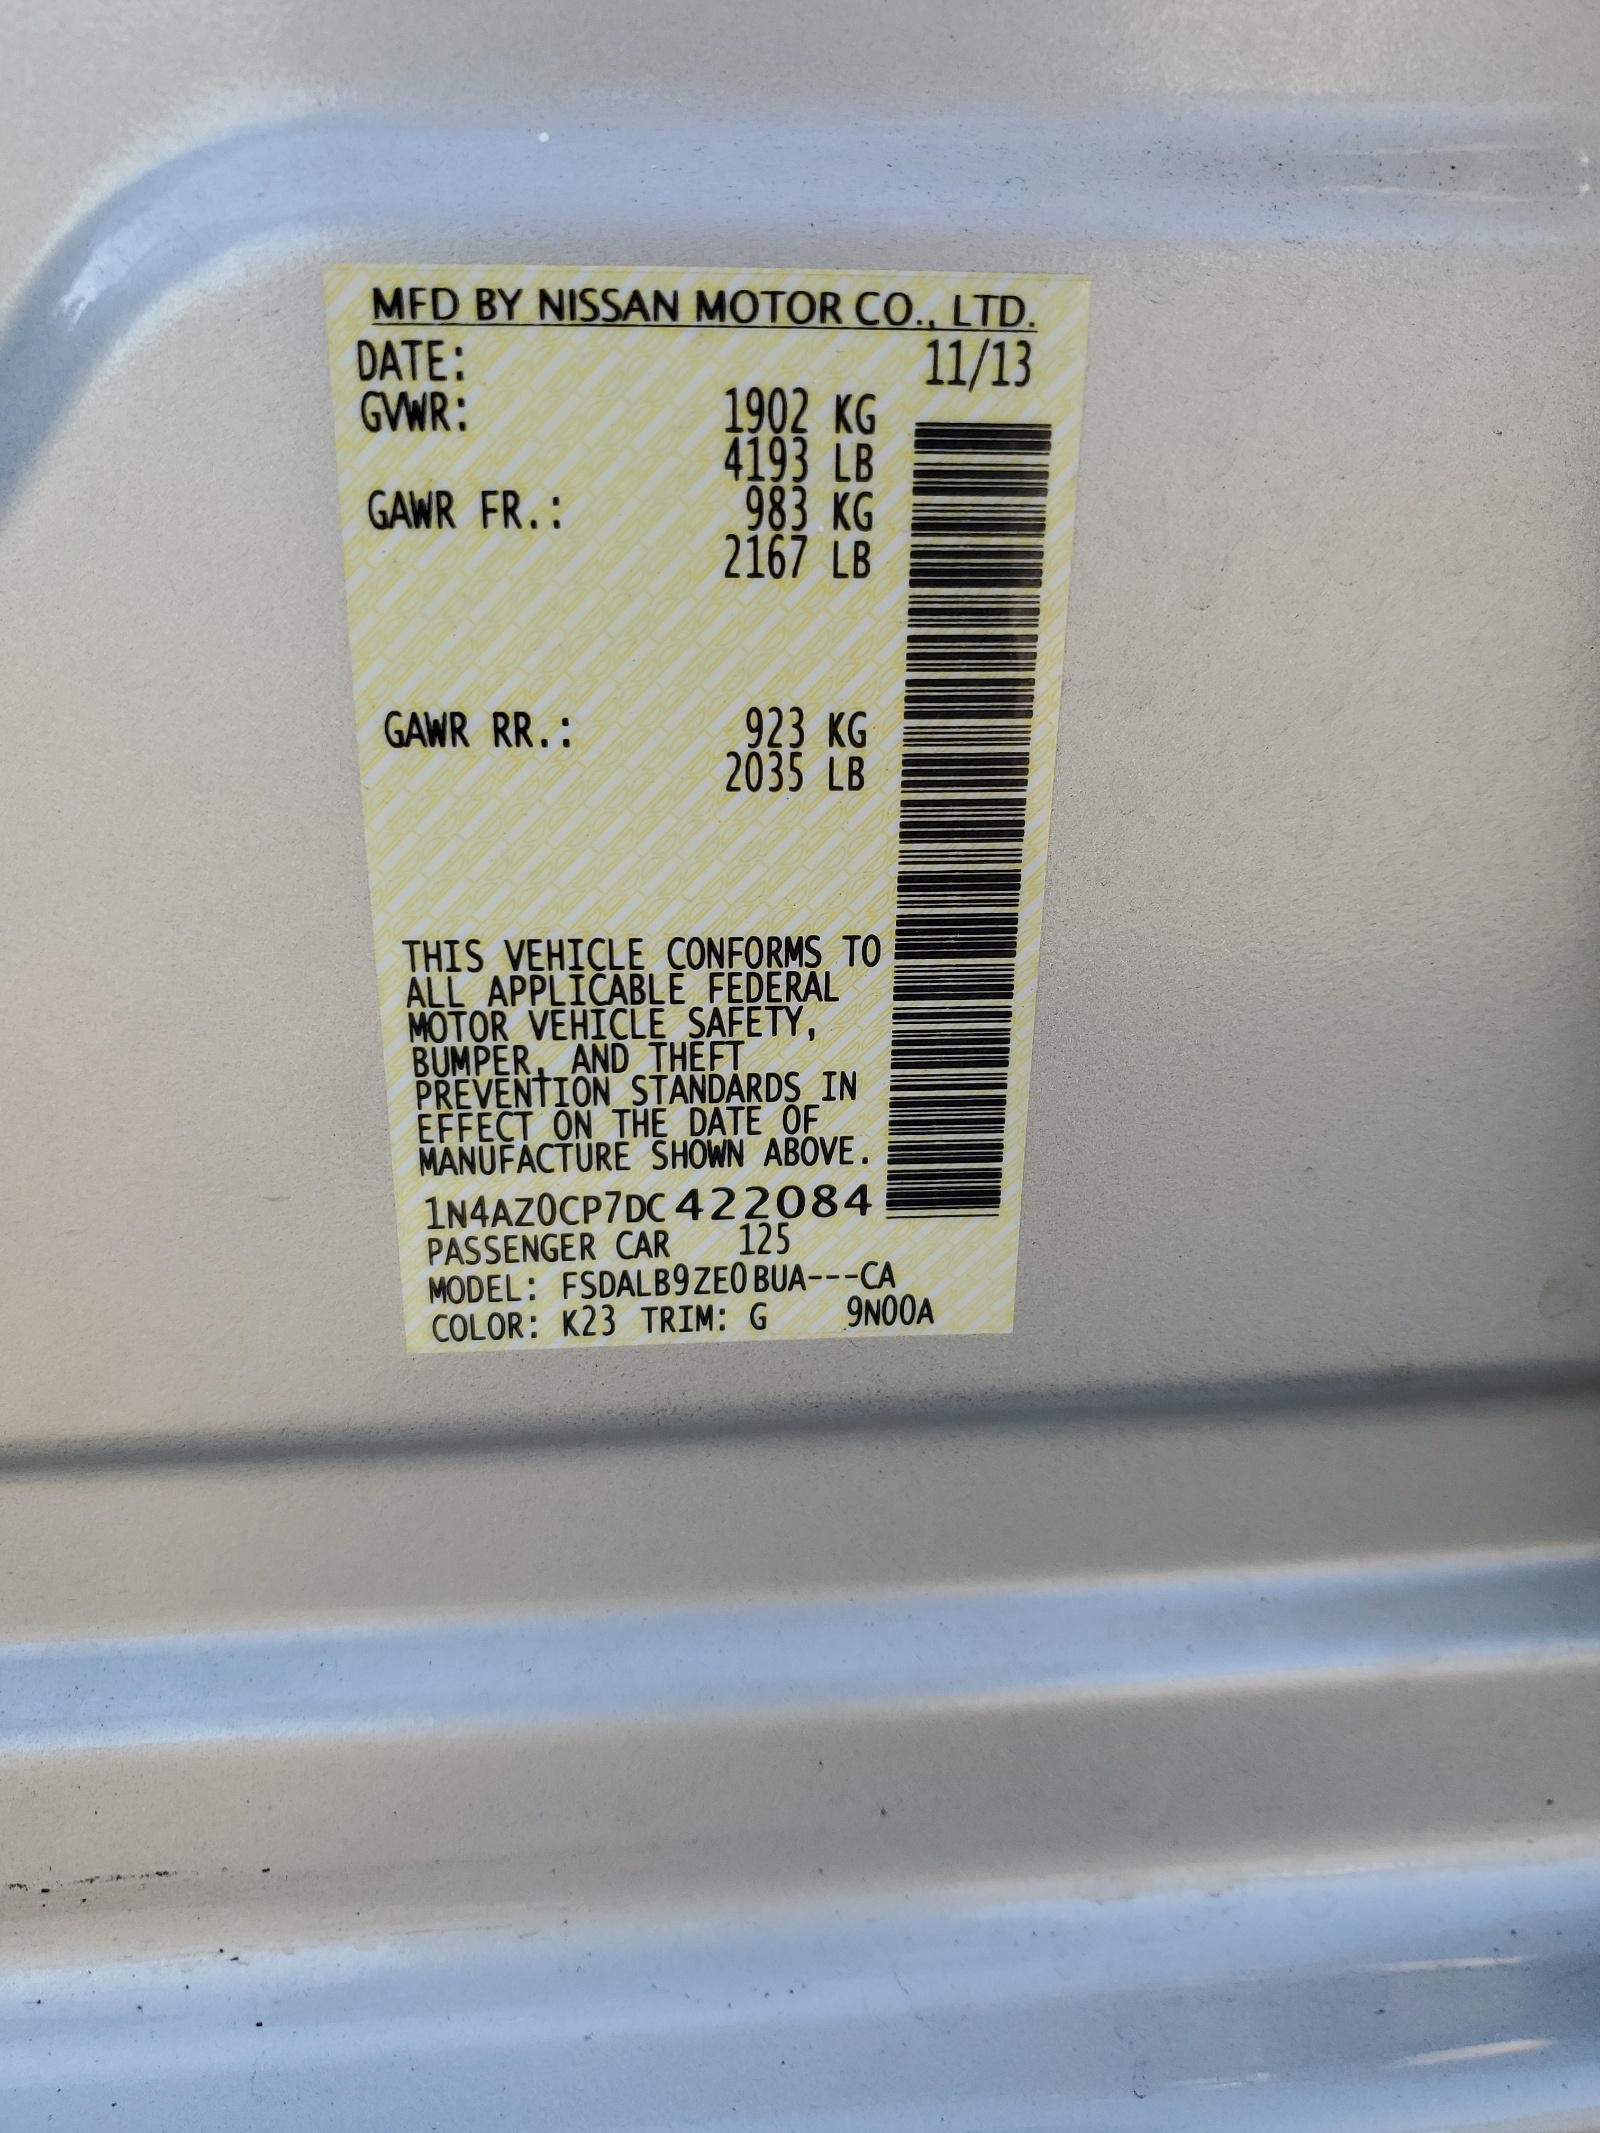 MFD BY NISSAN MOTOR CO., LTD.
DATE: 11/13
GVWR: 1902 KG
4193 LB
GAWR FR.: 983 KG
2167 LB
GAWR RR.: 923 KG
2035 LB
THIS VEHICLE CONFORMS TO
ALL APPLICABLE FEDERAL
MOTOR VEHICLE SAFETY,
BUMPER, AND THEFT
PREVENTION STANDARDS IN
EFFECT ON THE DATE OF
MANUFACTURE SHOWN ABOVE.
1N4AZ0CP7DC422084
PASSENGER CAR 125
MODEL: FSDALB9ZE0BUA---CA
COLOR: K23 TRIM: G 9N00A